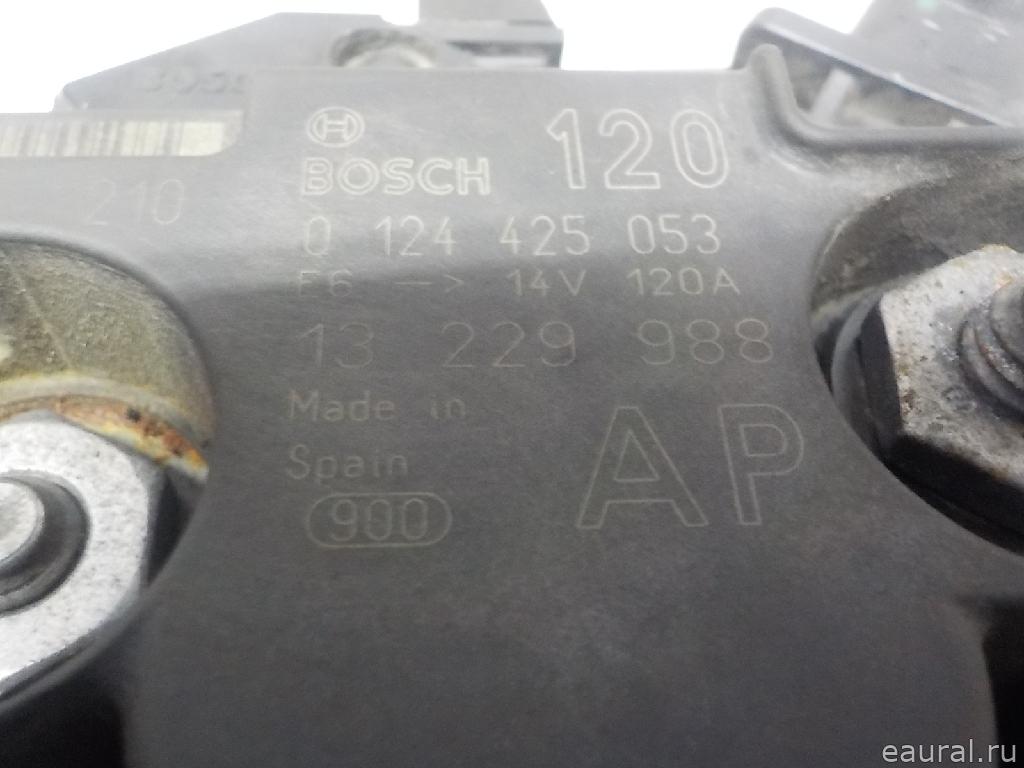 BOSCH 120
210
0 124 425 053
E6 —> 14V 120A
13 229 988
Made in
Spain
AP
900
eaural.ru